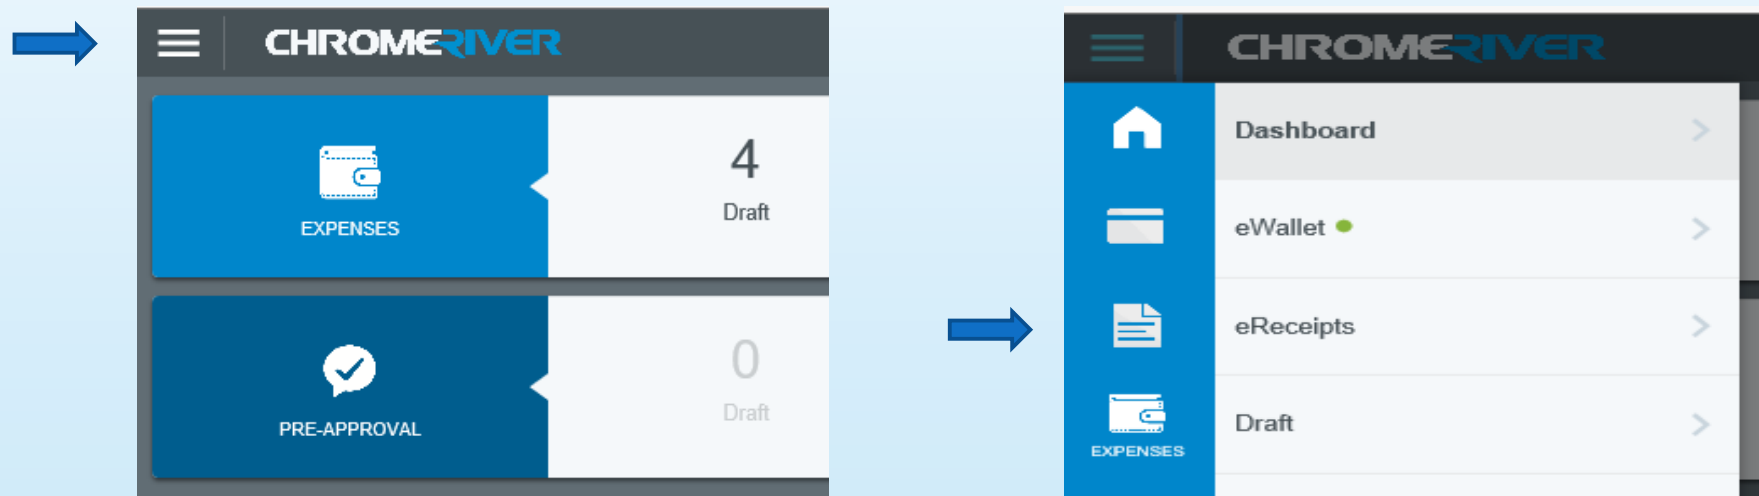 CHROMERIVER
EXPENSES
4
Draft
PRE-APPROVAL
0
Draft
CHROMERIVER
Dashboard
eWallet
eReceipts
Draft
EXPENSES